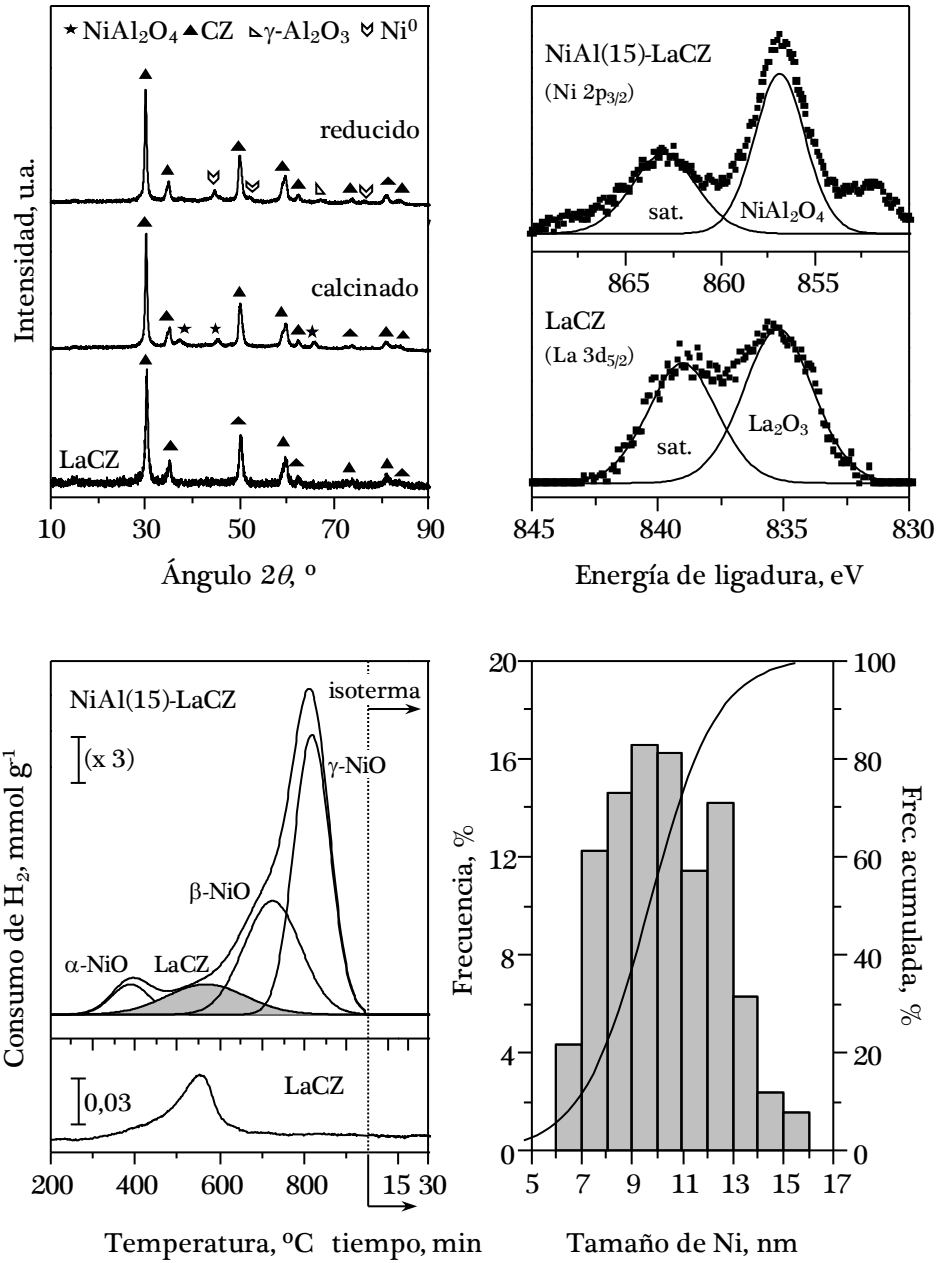 ★ NiAl₂O₄ ▲ CZ γ-Al₂O₃ Ni⁰
reducido
calcinado
LaCZ
10 30 50 70 90
Ángulo 2θ, º
Intensidad, u.a.
NiAl(15)-LaCZ
(Ni 2p₃/₂)
sat.
NiAl₂O₄
865 860 855
LaCZ
(La 3d₅/₂)
La₂O₃
sat.
845 840 835 830
Energía de ligadura, eV
NiAl(15)-LaCZ
isoterma
(x 3)
γ-NiO
β-NiO
α-NiO
LaCZ
LaCZ
0,03
200 400 600 800 15 30
Temperatura, ºC tiempo, min
Consumo de H₂, mmol g⁻¹
20
16
12
8
4
0
Frecuencia, %
100
80
60
40
20
0
Frec. acumulada, %
5 7 9 11 13 15 17
Tamaño de Ni, nm